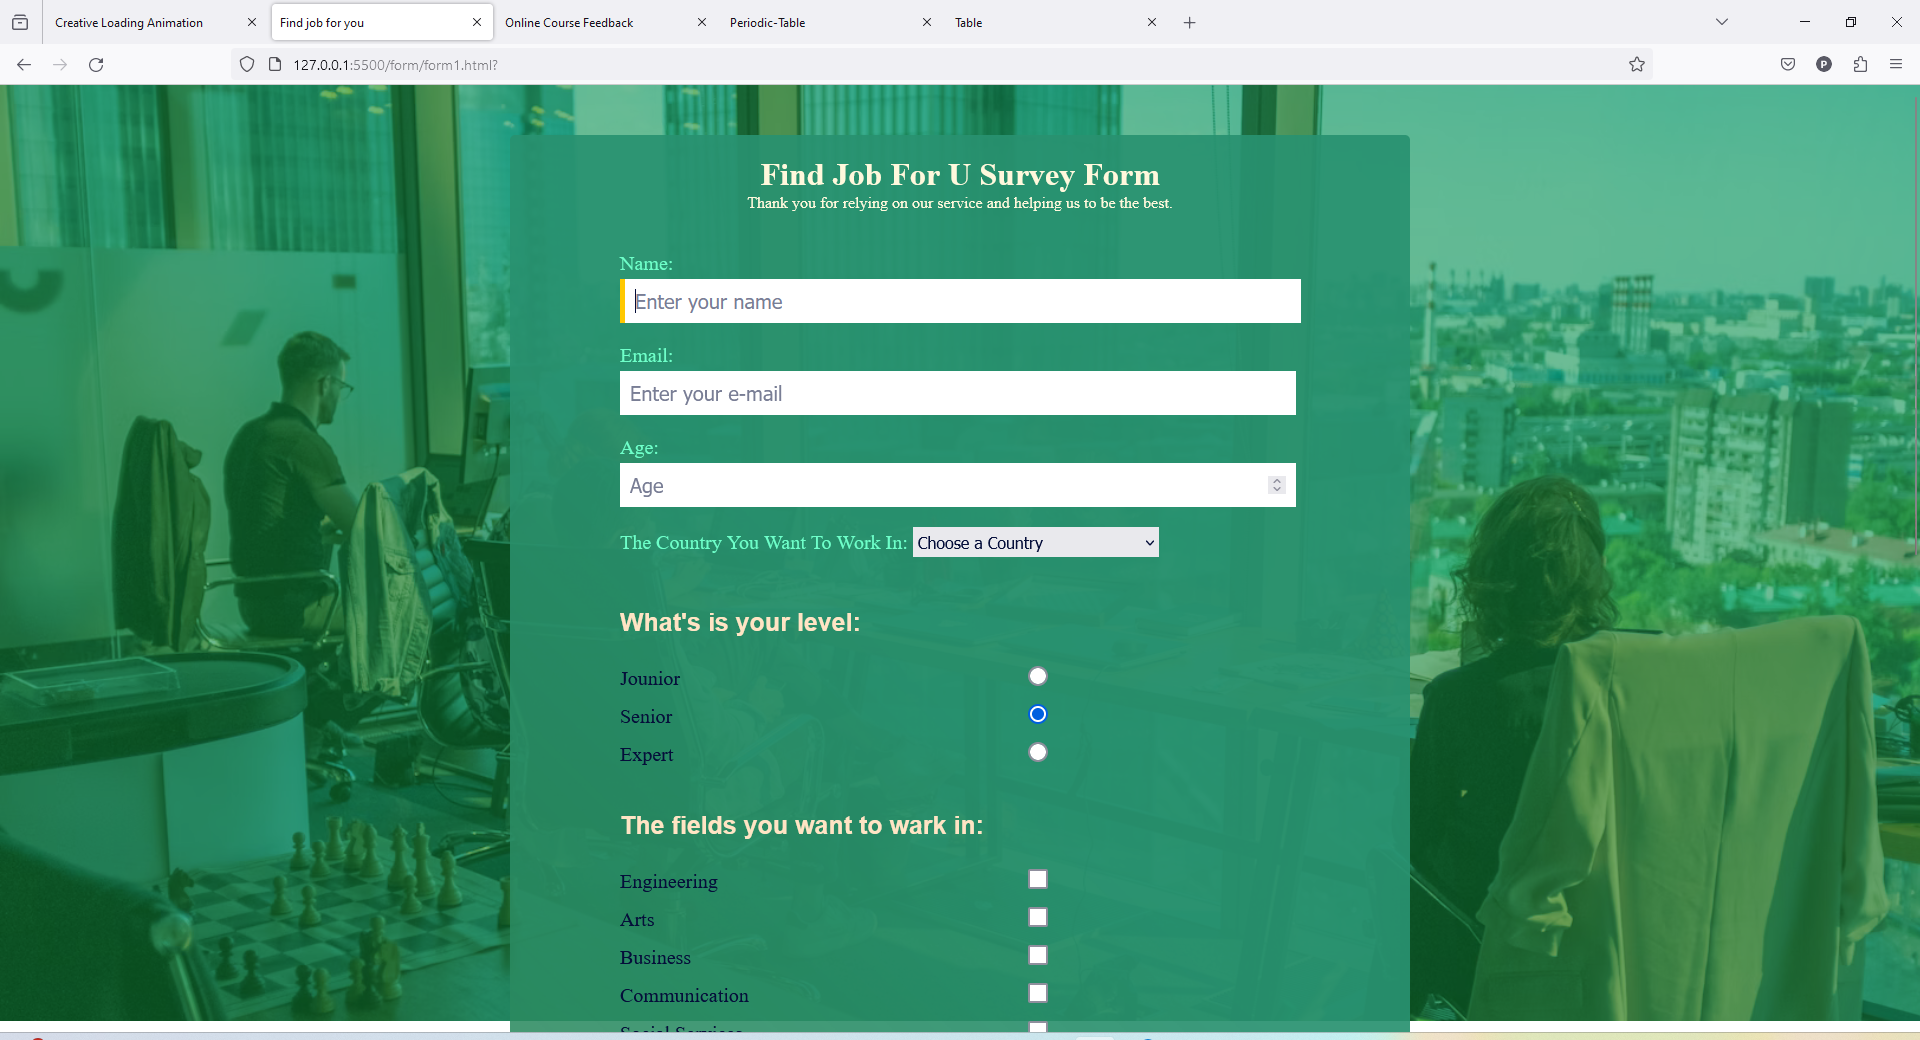 Creative Loading Animation
Find job for you
Online Course Feedback
Periodic-Table
Table
127.0.0.1:5500/form/form1.html?
P
Find Job For U Survey Form
Thank you for relying on our service and helping us to be the best.
Name:
Enter your name
Email:
Enter your e-mail
Age:
Age
The Country You Want To Work In: Choose a Country
What's is your level:
Jounior
Senior
Expert
The fields you want to wark in:
Engineering
Arts
Business
Communication
Social Services